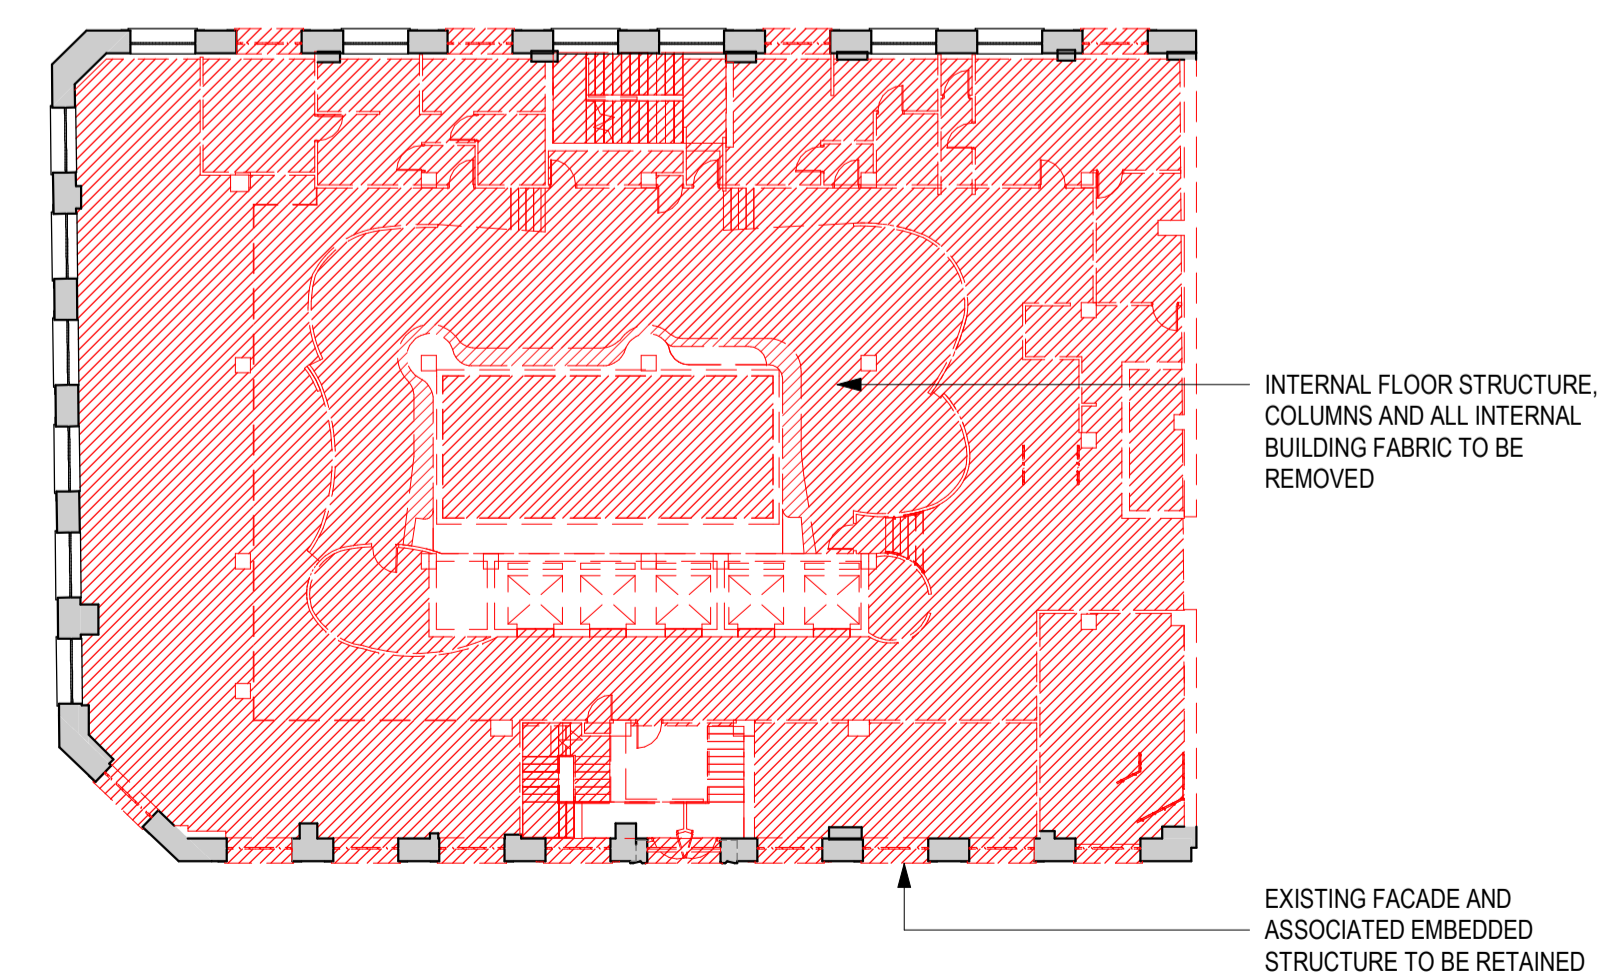 INTERNAL FLOOR STRUCTURE,
COLUMNS AND ALL INTERNAL
BUILDING FABRIC TO BE
REMOVED
EXISTING FACADE AND
ASSOCIATED EMBEDDED
STRUCTURE TO BE RETAINED